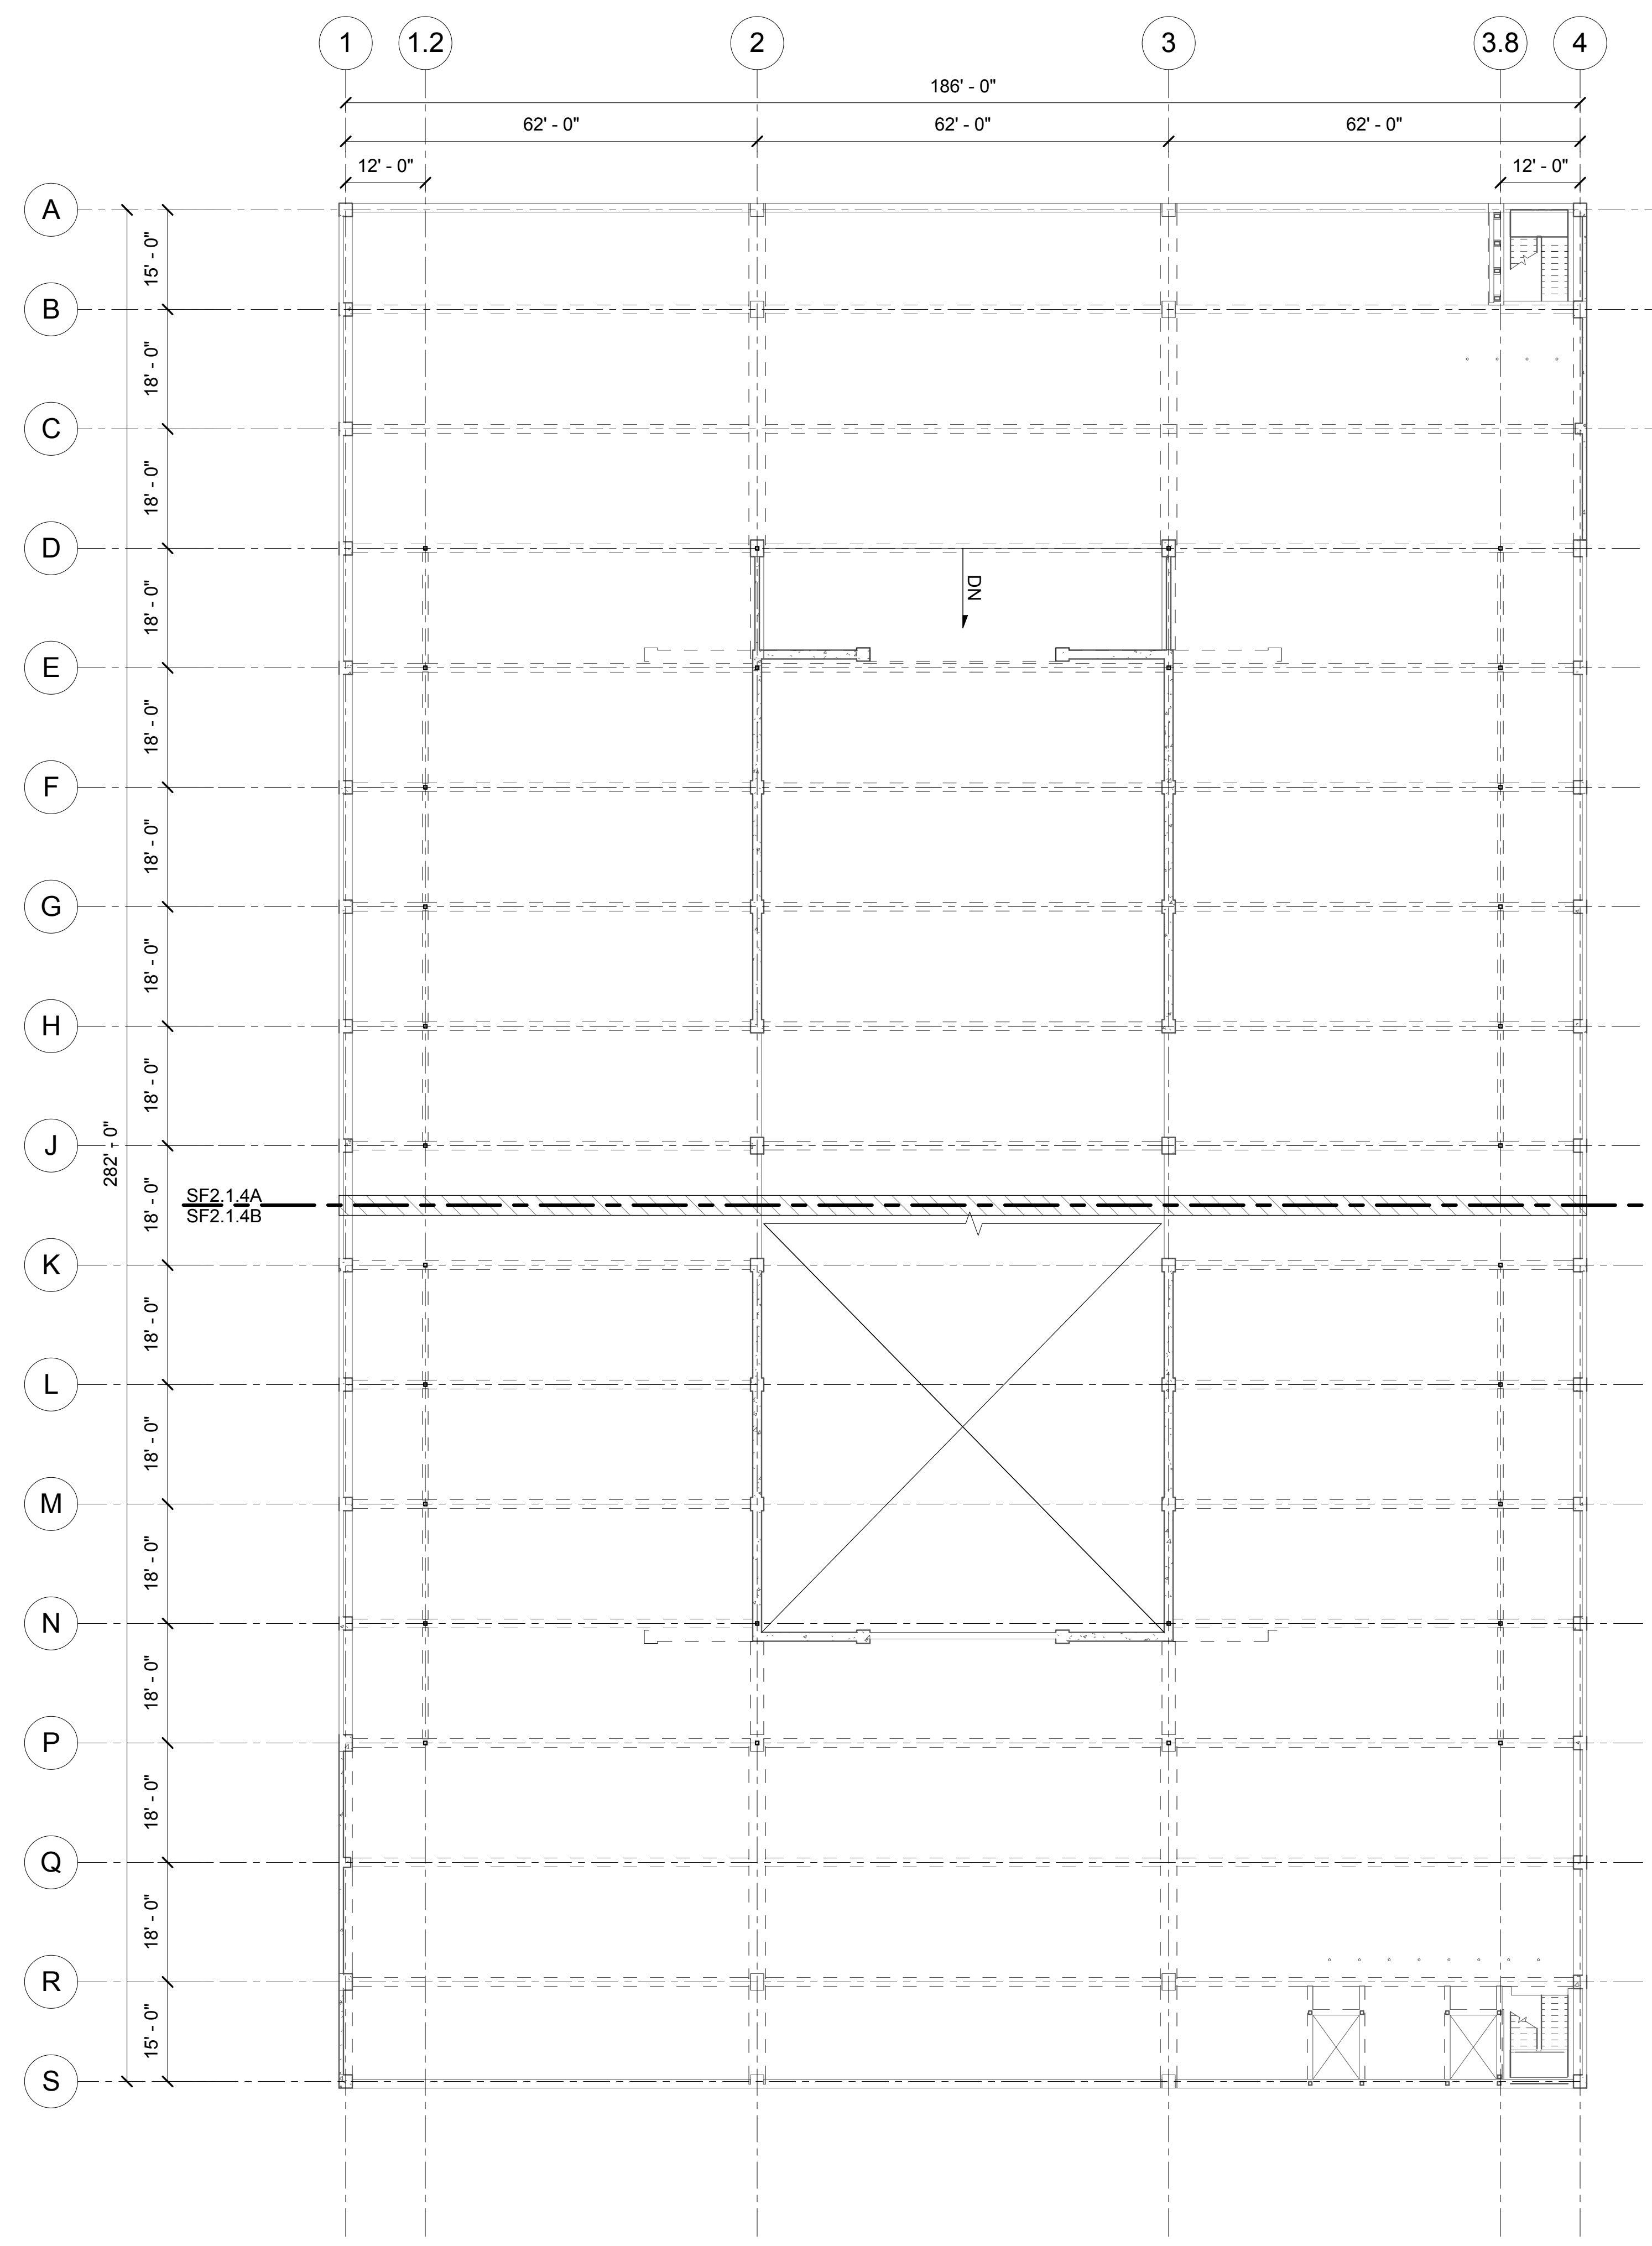 1 1.2 2 3 3.8 4
186' - 0"
62' - 0" 62' - 0" 62' - 0"
12' - 0" 12' - 0"
A
15' - 0"
B
18' - 0"
C
18' - 0"
D
DN
18' - 0"
E
18' - 0"
F
18' - 0"
G
18' - 0"
H
18' - 0"
J
282' - 0"
18' - 0"
SF2.1.4A
SF2.1.4B
K
18' - 0"
L
18' - 0"
M
18' - 0"
N
18' - 0"
P
18' - 0"
Q
18' - 0"
R
15' - 0"
S